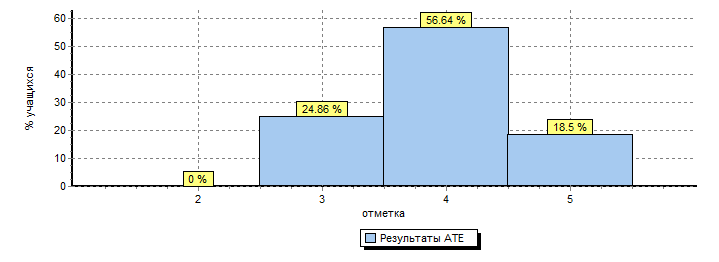 % учащихся
60
50
40
30
20
10
0
0 %
24.86 %
56.64 %
18.5 %
2 3 4 5
отметка
Результаты АТЕ